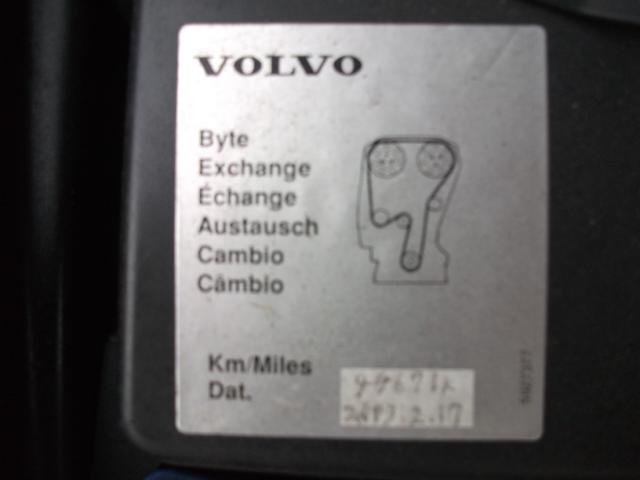 VOLVO
Byte
Exchange
Échange
Austausch
Cambio
Câmbio
Km/Miles
Dat.